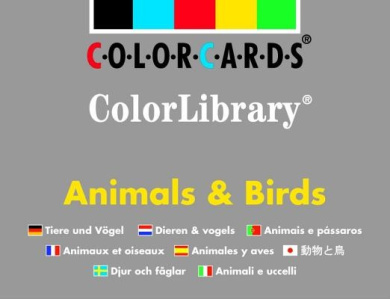 C·O·L·O·R·C·A·R·D·S®
ColorLibrary®
Animals & Birds
Tiere und Vögel Dieren & vogels Animais e pássaros
Animaux et oiseaux Animales y aves 動物と鳥
Djur och fåglar Animali e uccelli